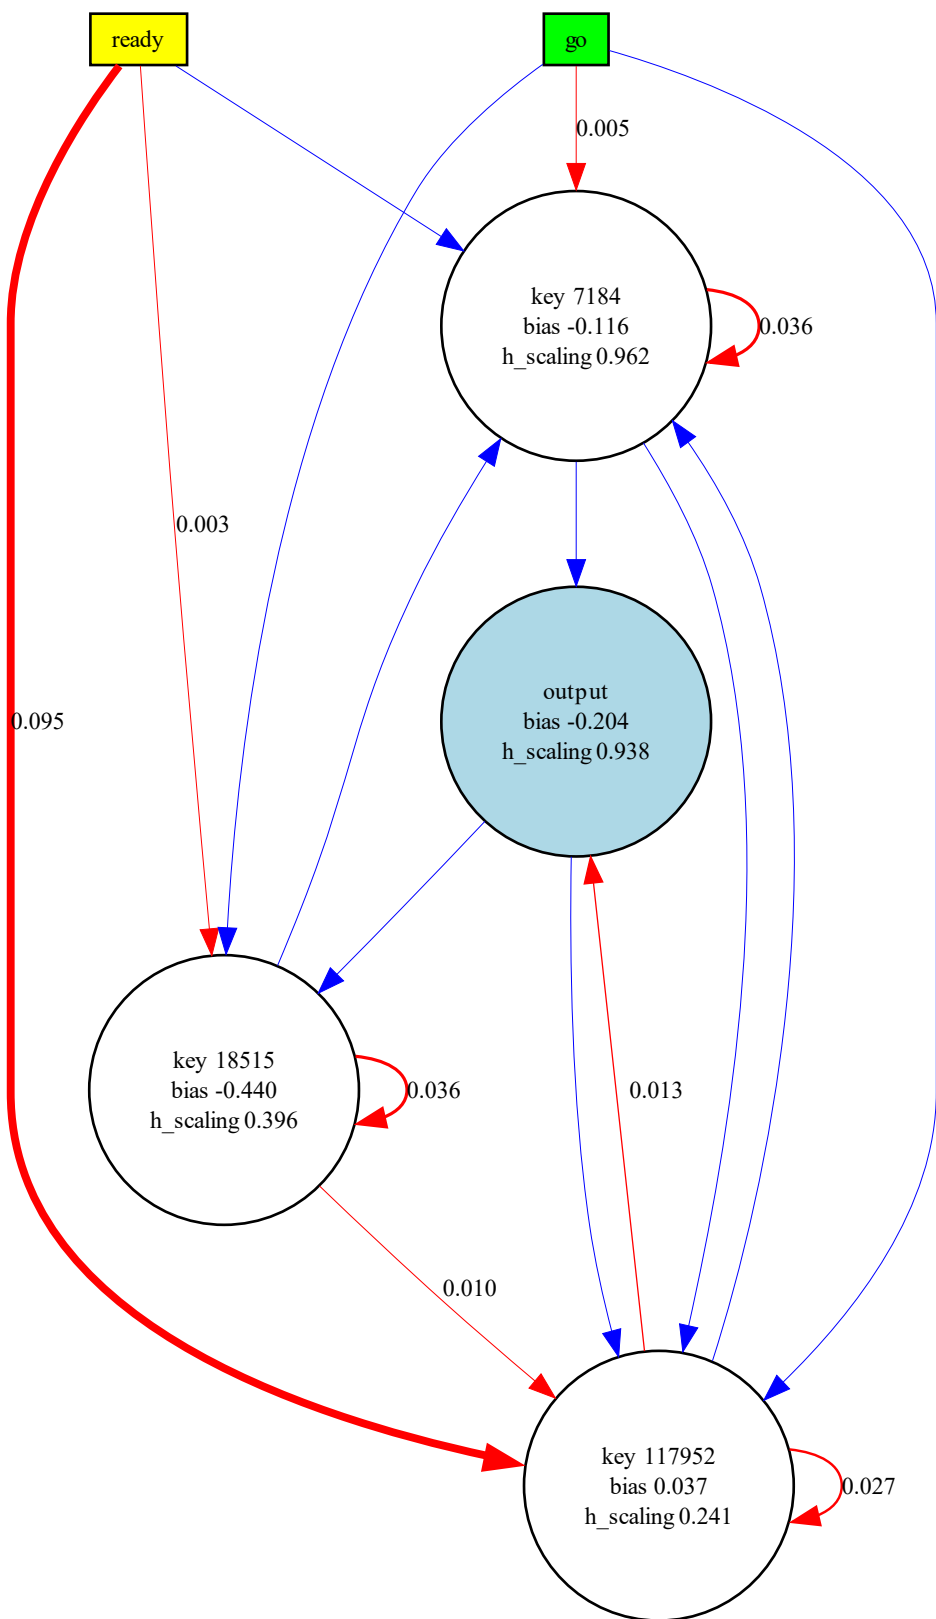 ready
go
0.005
key 7184
bias -0.116
h_scaling 0.962
0.036
0.003
0.095
output
bias -0.204
h_scaling 0.938
key 18515
bias -0.440
h_scaling 0.396
0.036
0.013
0.010
key 117952
bias 0.037
h_scaling 0.241
0.027